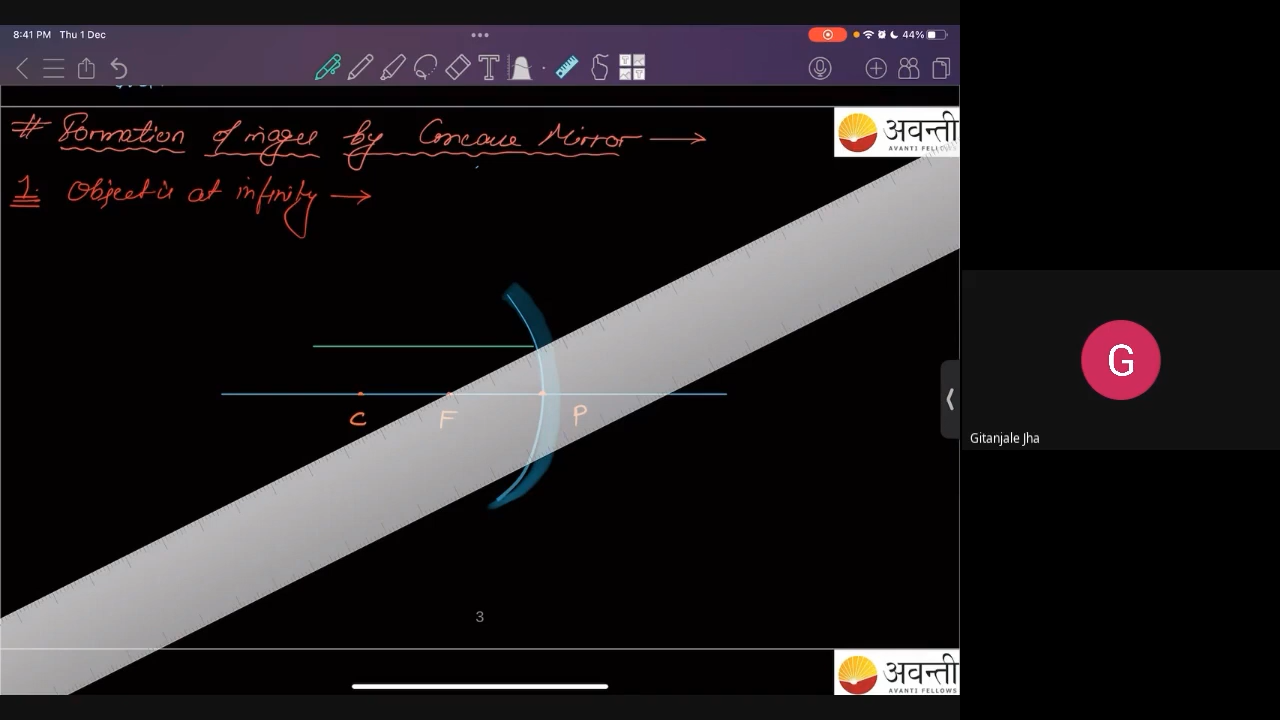 8:41 PM Thu 1 Dec
44%
# Formation of images by Concave Mirror →
अवन्ती
AVANTI FELLOWS
1. Object is at infinity →
C F P
G
Gitanjale Jha
3
अवन्ती
AVANTI FELLOWS